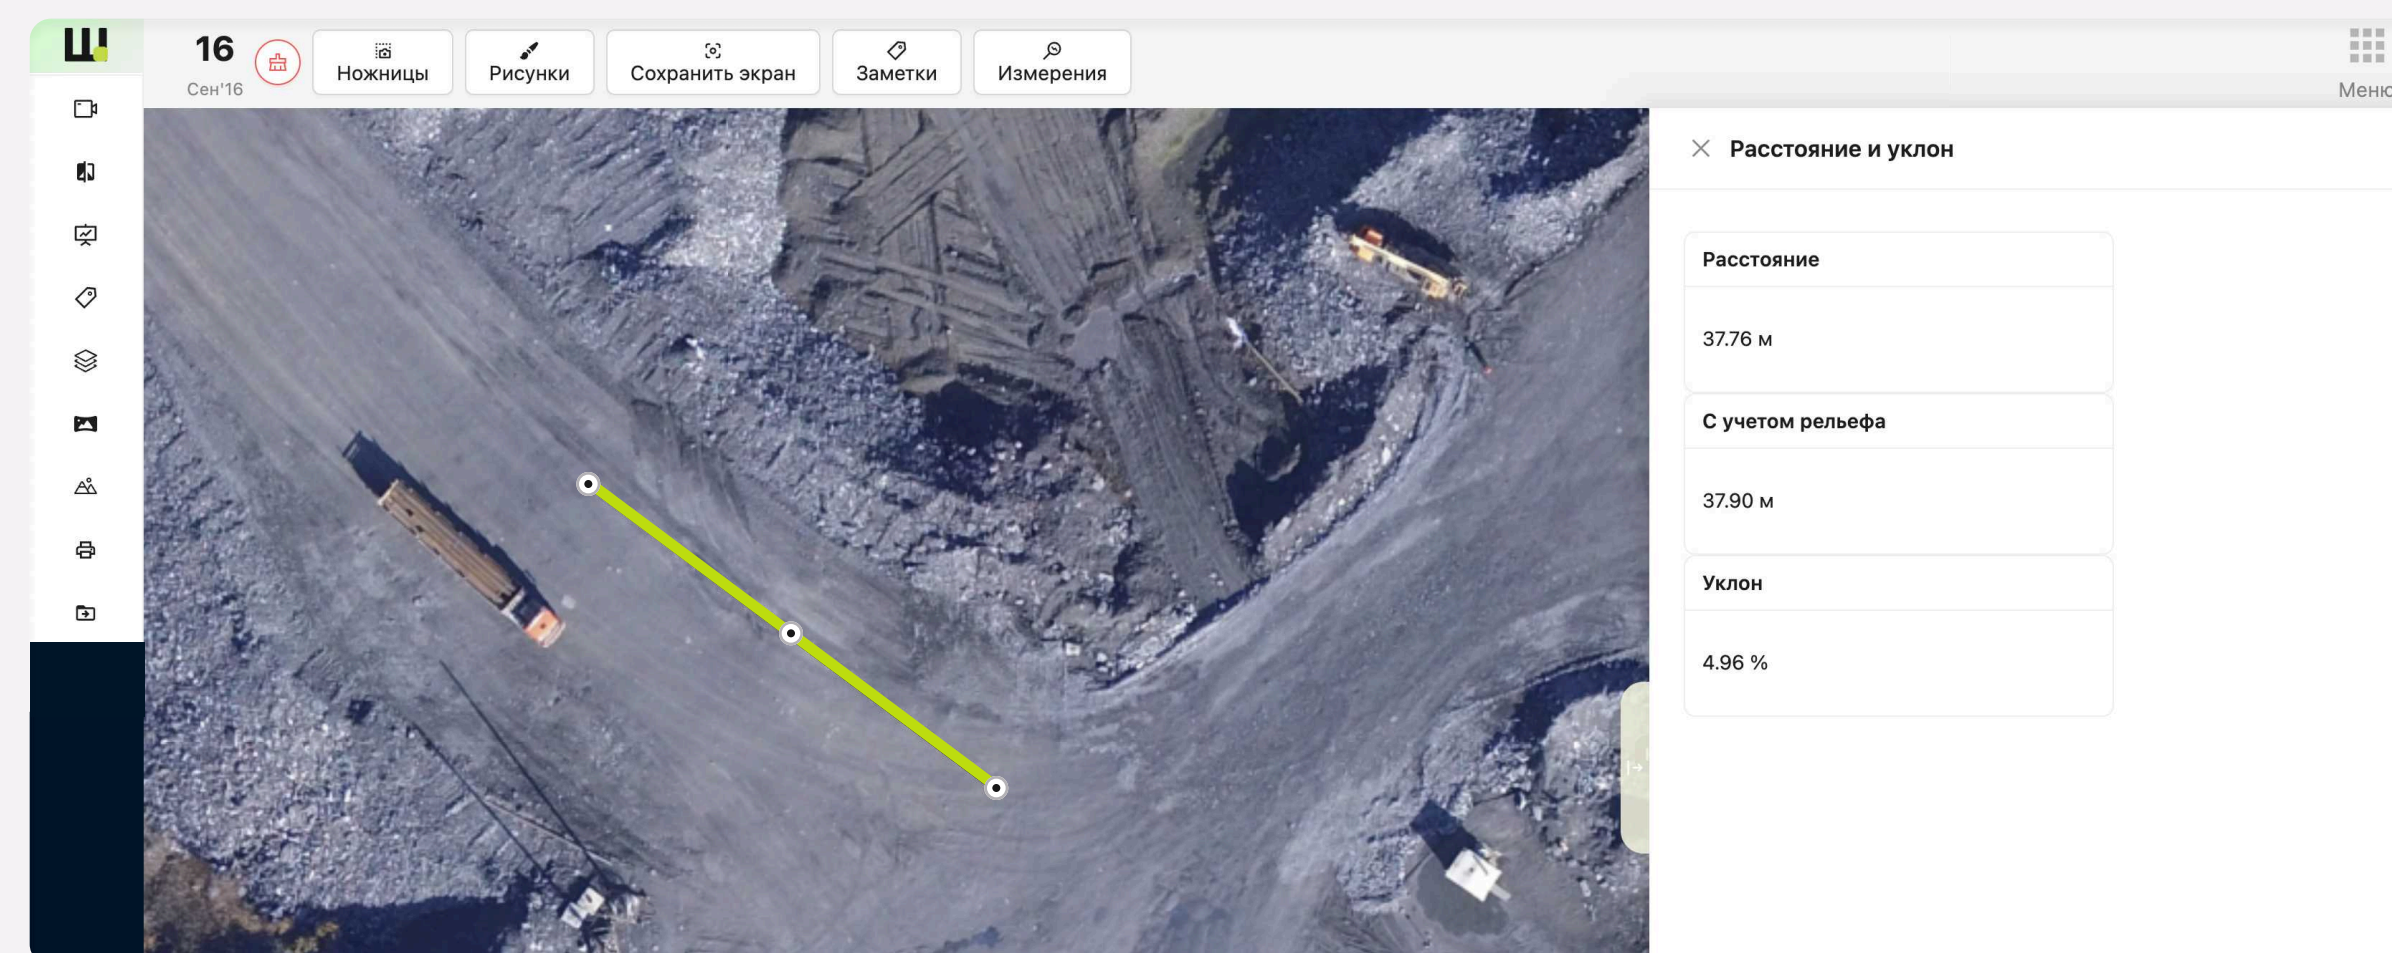 Ш
16
Сен'16
Ножницы
Рисунки
Сохранить экран
Заметки
Измерения
Меню
Расстояние и уклон
Расстояние
37.76 м
С учетом рельефа
37.90 м
Уклон
4.96 %